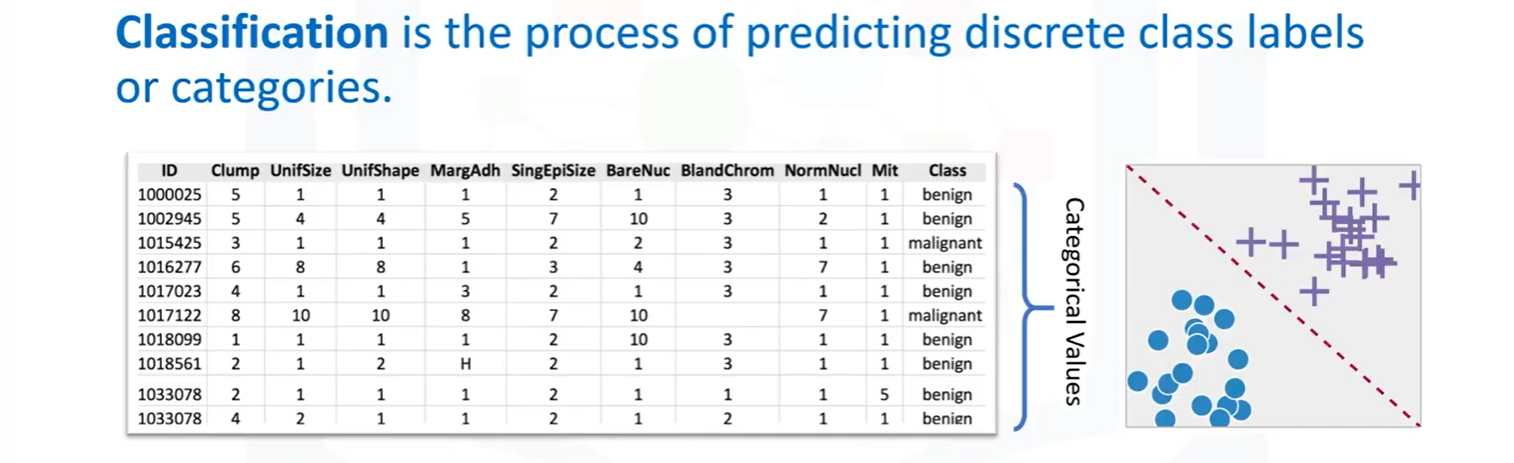 Classification is the process of predicting discrete class labels
or categories.
ID Clump UnifSize UnifShape MargAdh SingEpiSize BareNuc BlandChrom NormNucl Mit Class
1000025 5 1 1 1 2 1 3 1 1 benign
1002945 5 4 4 5 7 10 3 2 1 benign
1015425 3 1 1 1 2 2 3 1 1 malignant
1016277 6 8 8 1 3 4 3 7 1 benign
1017023 4 1 1 3 2 1 3 1 1 benign
1017122 8 10 10 8 7 10 7 1 malignant
1018099 1 1 1 1 2 10 3 1 1 benign
1018561 2 1 2 H 2 1 3 1 1 benign
1033078 2 1 1 1 2 1 1 1 5 benign
1033078 4 2 1 1 2 1 2 1 1 benign
Categorical Values